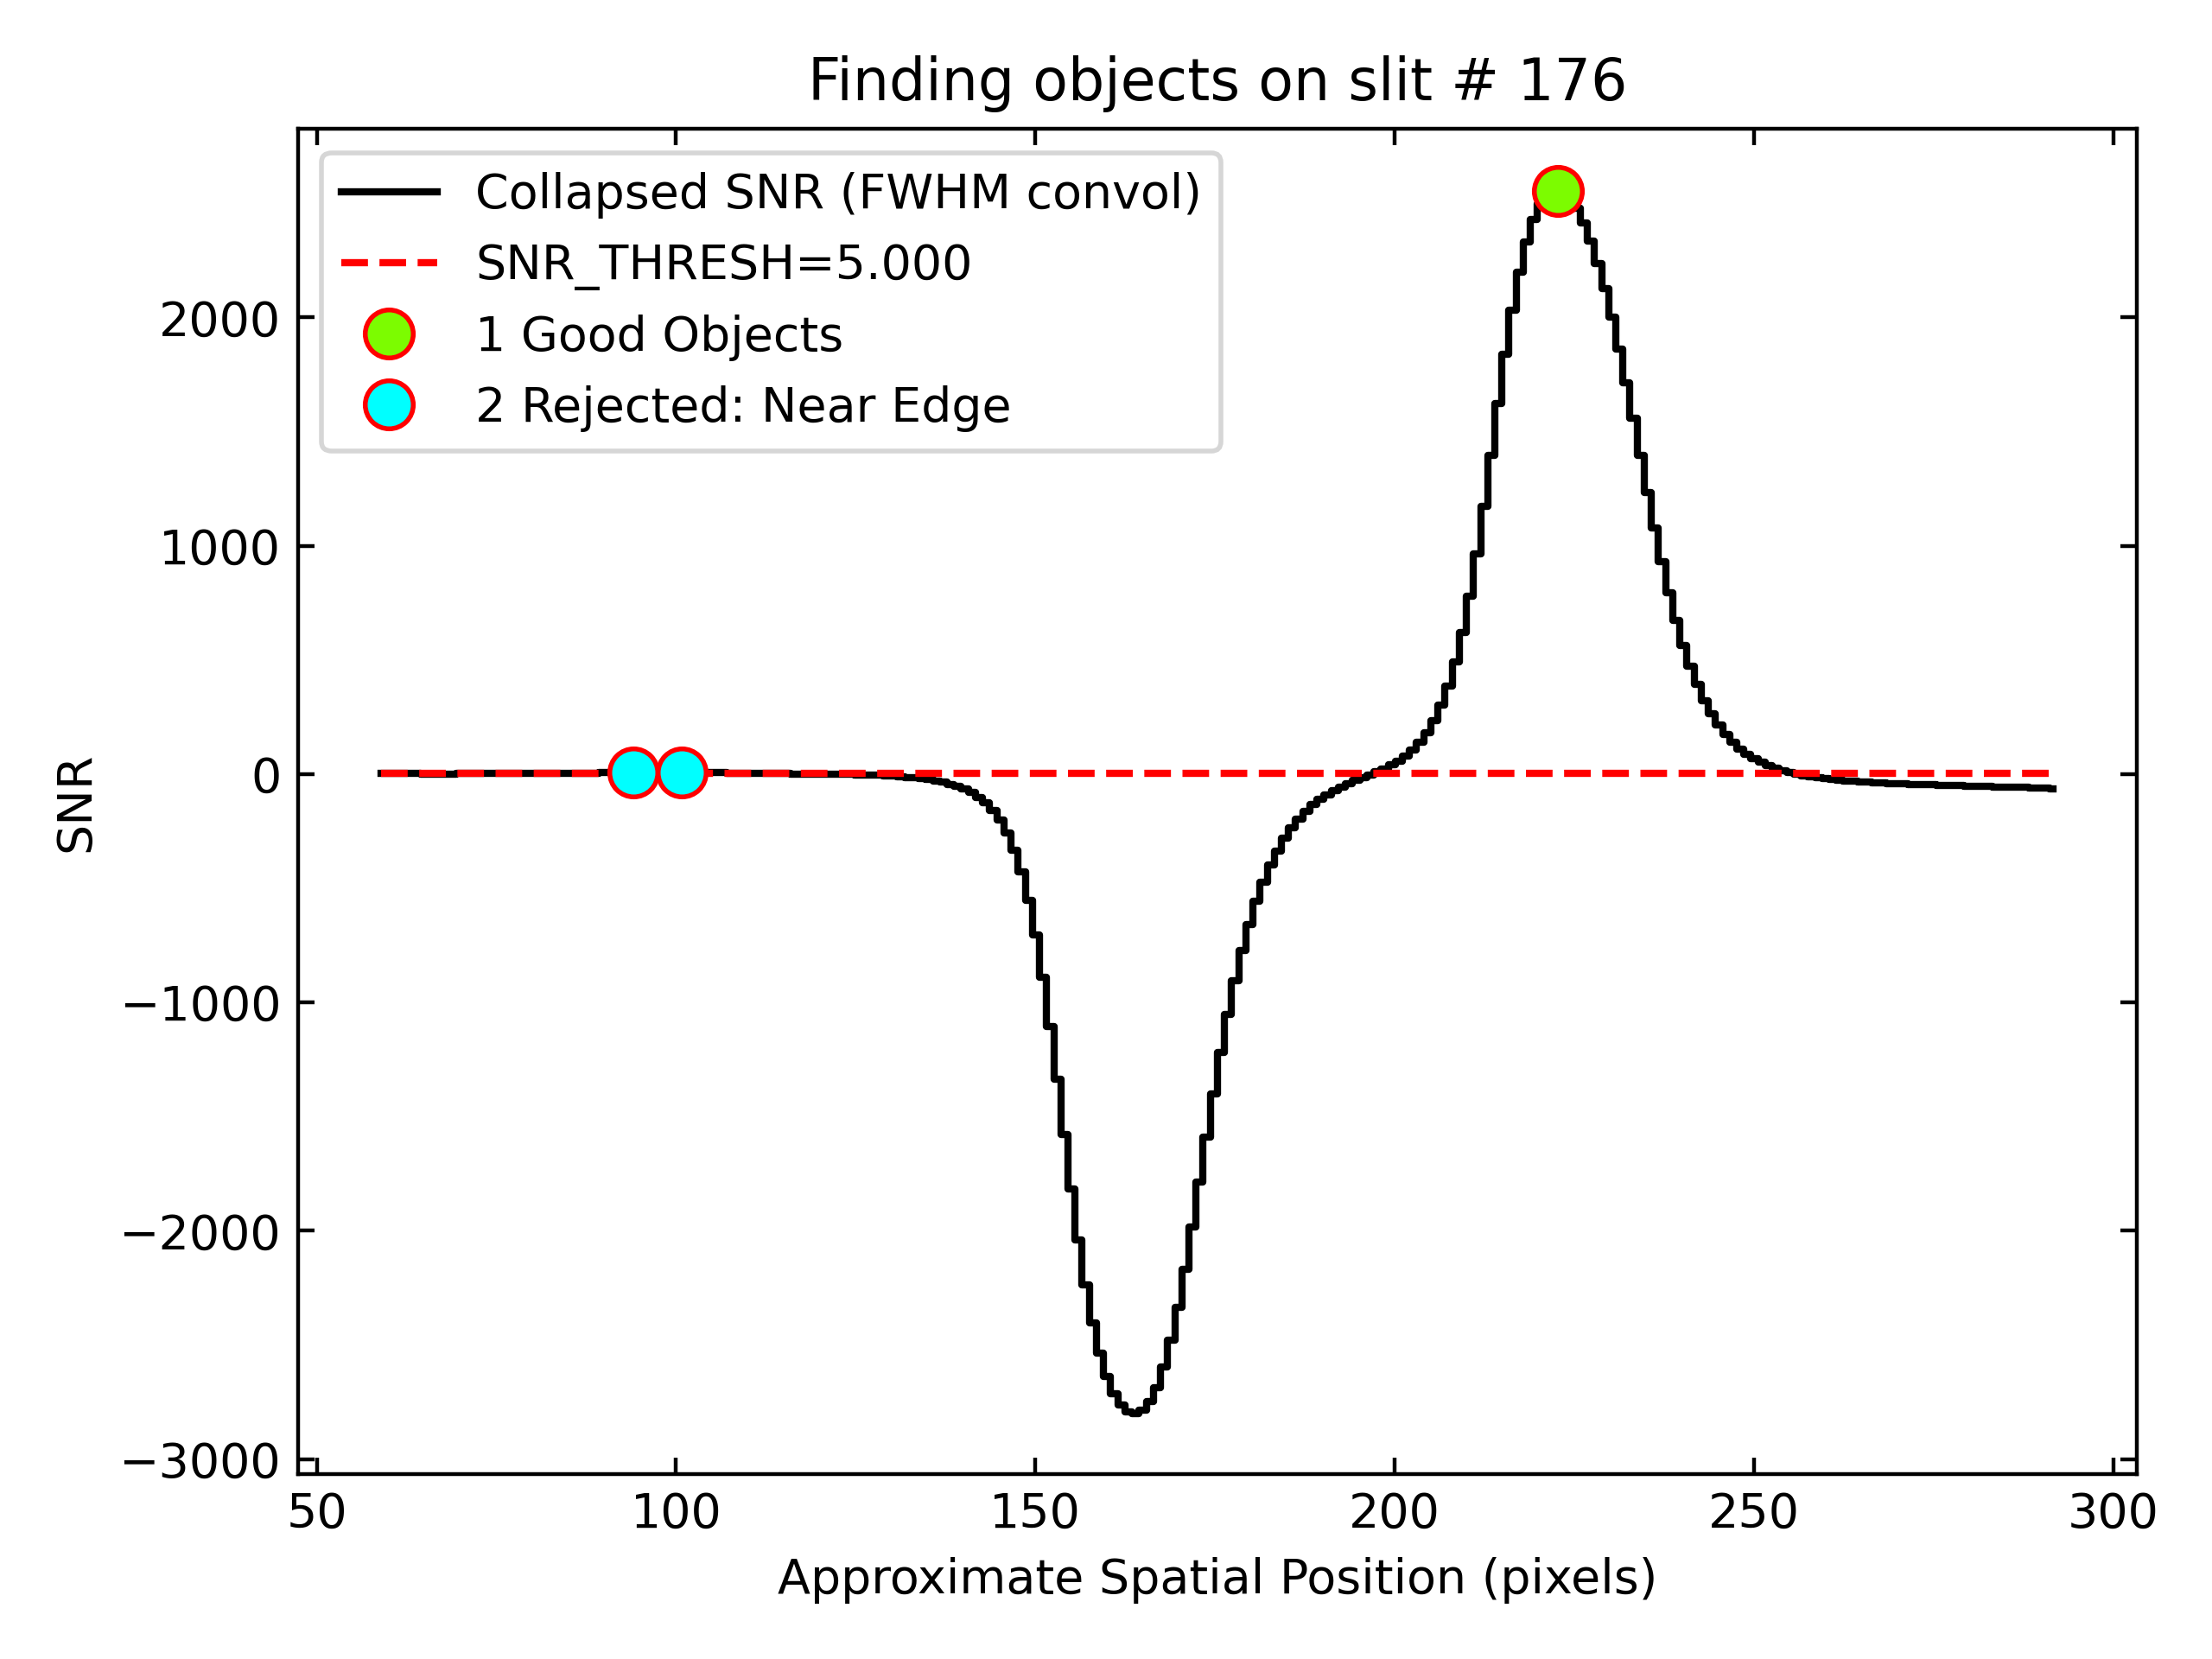 Finding objects on slit # 176
Collapsed SNR (FWHM convol)
SNR_THRESH=5.000
1 Good Objects
2 Rejected: Near Edge
2000
1000
0
−1000
−2000
−3000
SNR
50 100 150 200 250 300
Approximate Spatial Position (pixels)